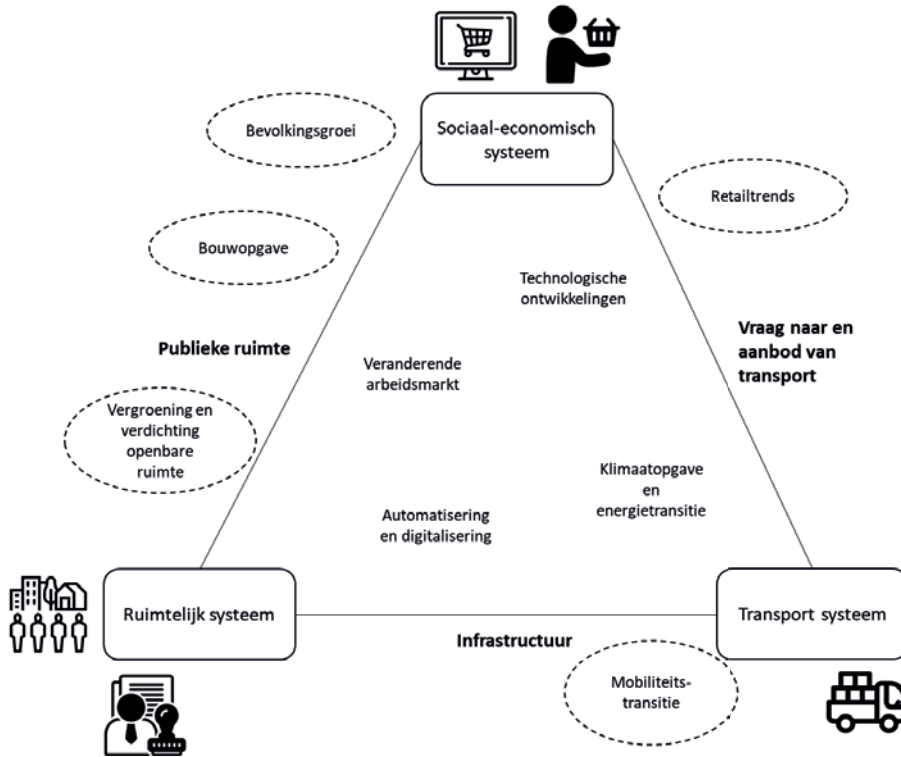 Sociaal-economisch
systeem
Bevolkingsgroei
Retailtrends
Bouwopgave
Technologische
ontwikkelingen
Publieke ruimte
Vraag naar en
aanbod van
transport
Veranderende
arbeidsmarkt
Vergroening en
verdichting
openbare
ruimte
Klimaatopgave
en
energietransitie
Automatisering
en digitalisering
Ruimtelijk systeem
Transport systeem
Infrastructuur
Mobiliteits-
transitie